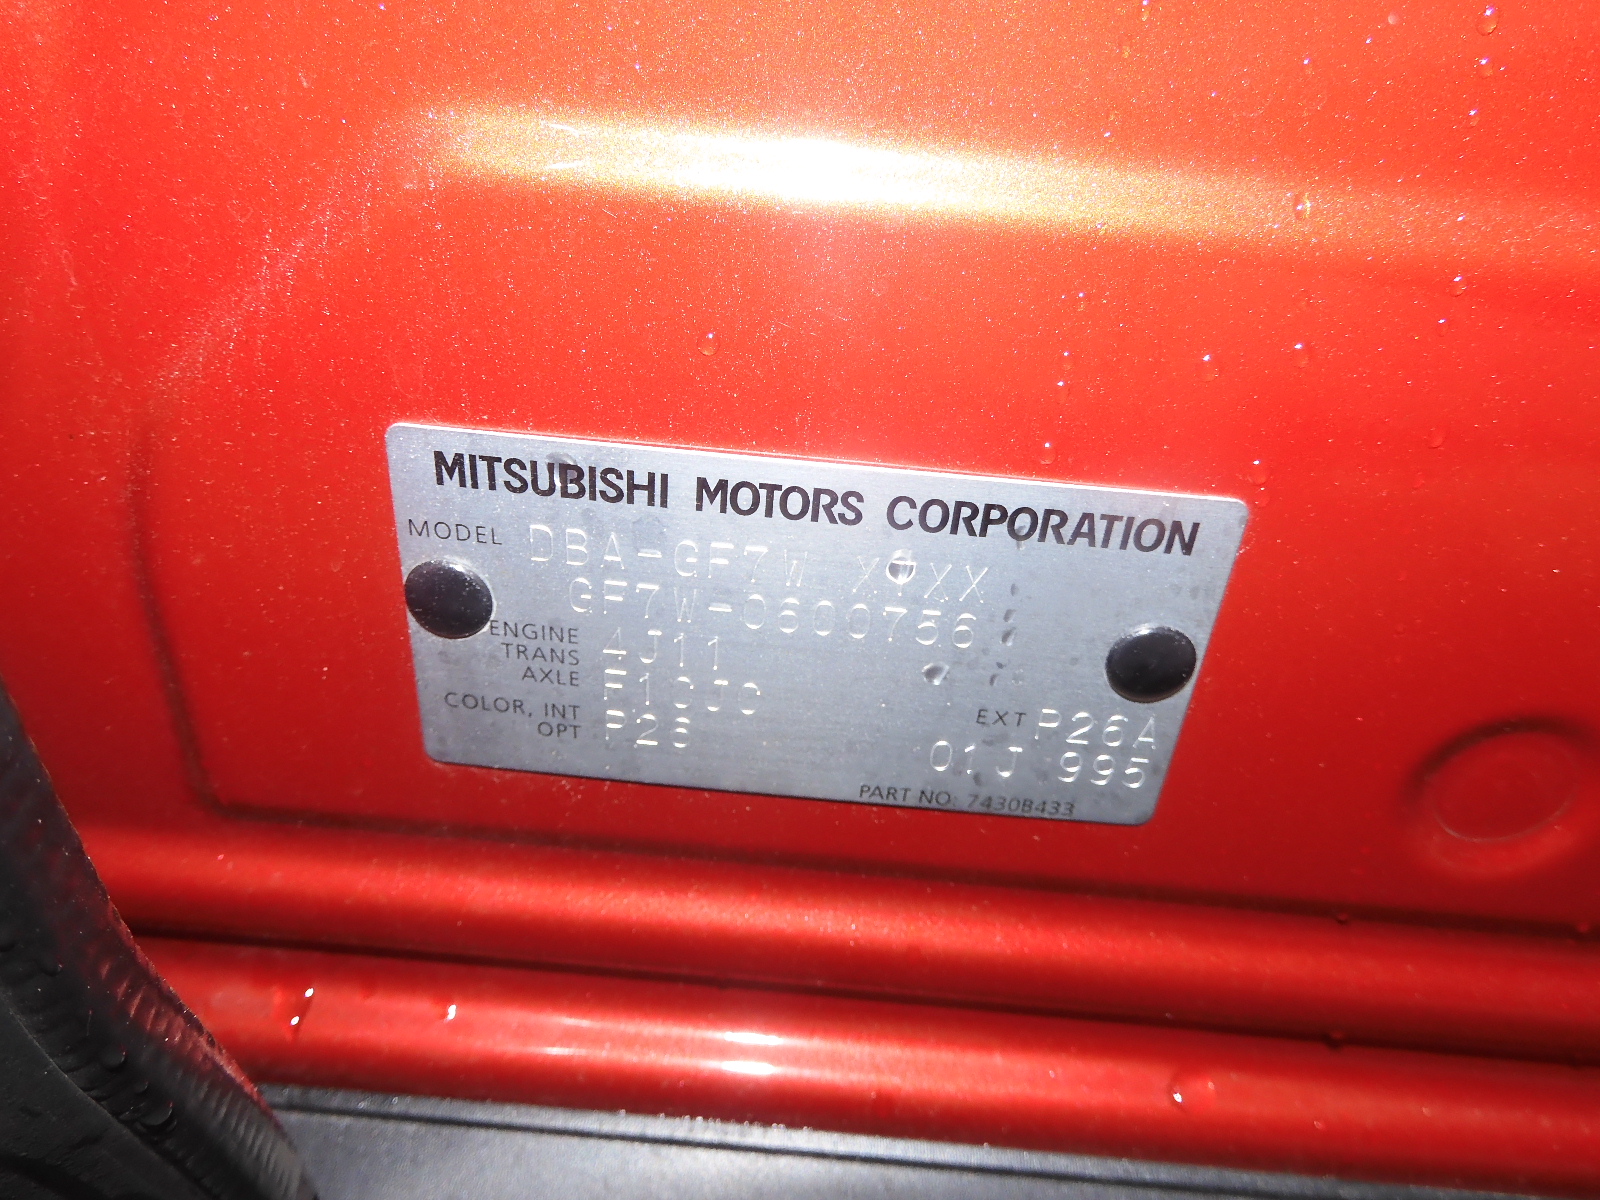 MITSUBISHI MOTORS CORPORATION
MODEL DBA-GF7W
GF7W-0600756
ENGINE 4J11
TRANS
AXLE F1CJC
COLOR, INT P26 EXT P26A
OPT 01J 995
PART NO. 7430B433